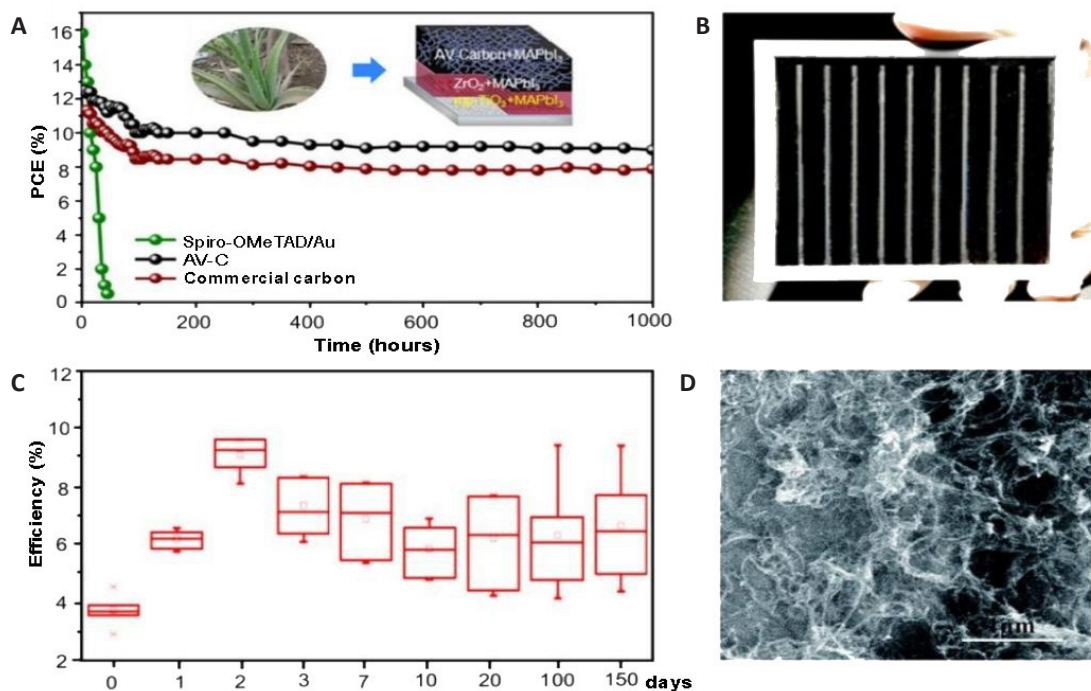 A
16
14
12
10
8
6
4
2
0
PCE (%)
AV Carbon+MAPbI3
ZrO2+MAPbI3
TiO2+MAPbI3
Spiro-OMeTAD/Au
AV-C
Commercial carbon
0 200 400 600 800 1000
Time (hours)
B
C
12
10
8
6
4
2
Efficiency (%)
0 1 2 3 7 10 20 100 150 days
D